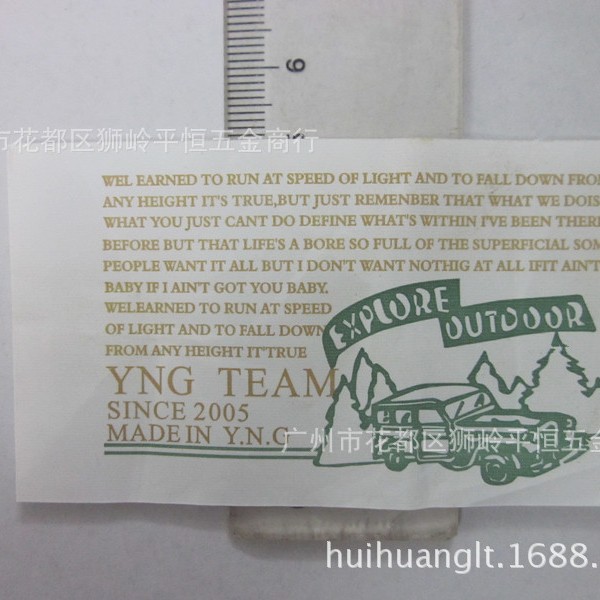 9
市花都区狮岭平恒五金商行
WEL EARNED TO RUN AT SPEED OF LIGHT AND TO FALL DOWN FROM
ANY HEIGHT IT'S TRUE,BUT JUST REMENBER THAT WHAT WE DOIS
WHAT YOU JUST CANT DO DEFINE WHAT'S WITHIN I'VE BEEN THERE
BEFORE BUT THAT LIFE'S A BORE SO FULL OF THE SUPERFICIAL SOM
PEOPLE WANT IT ALL BUT I DON'T WANT NOTHIG AT ALL IFIT AIN'T
BABY IF I AIN'T GOT YOU BABY.
WELEARNED TO RUN AT SPEED
OF LIGHT AND TO FALL DOWN
FROM ANY HEIGHT IT'TRUE
EXPLORE OUTDOOR
YNG TEAM
SINCE 2005
MADE IN Y.N.G
广州市花都区狮岭平恒五金
huihuanglt.1688.